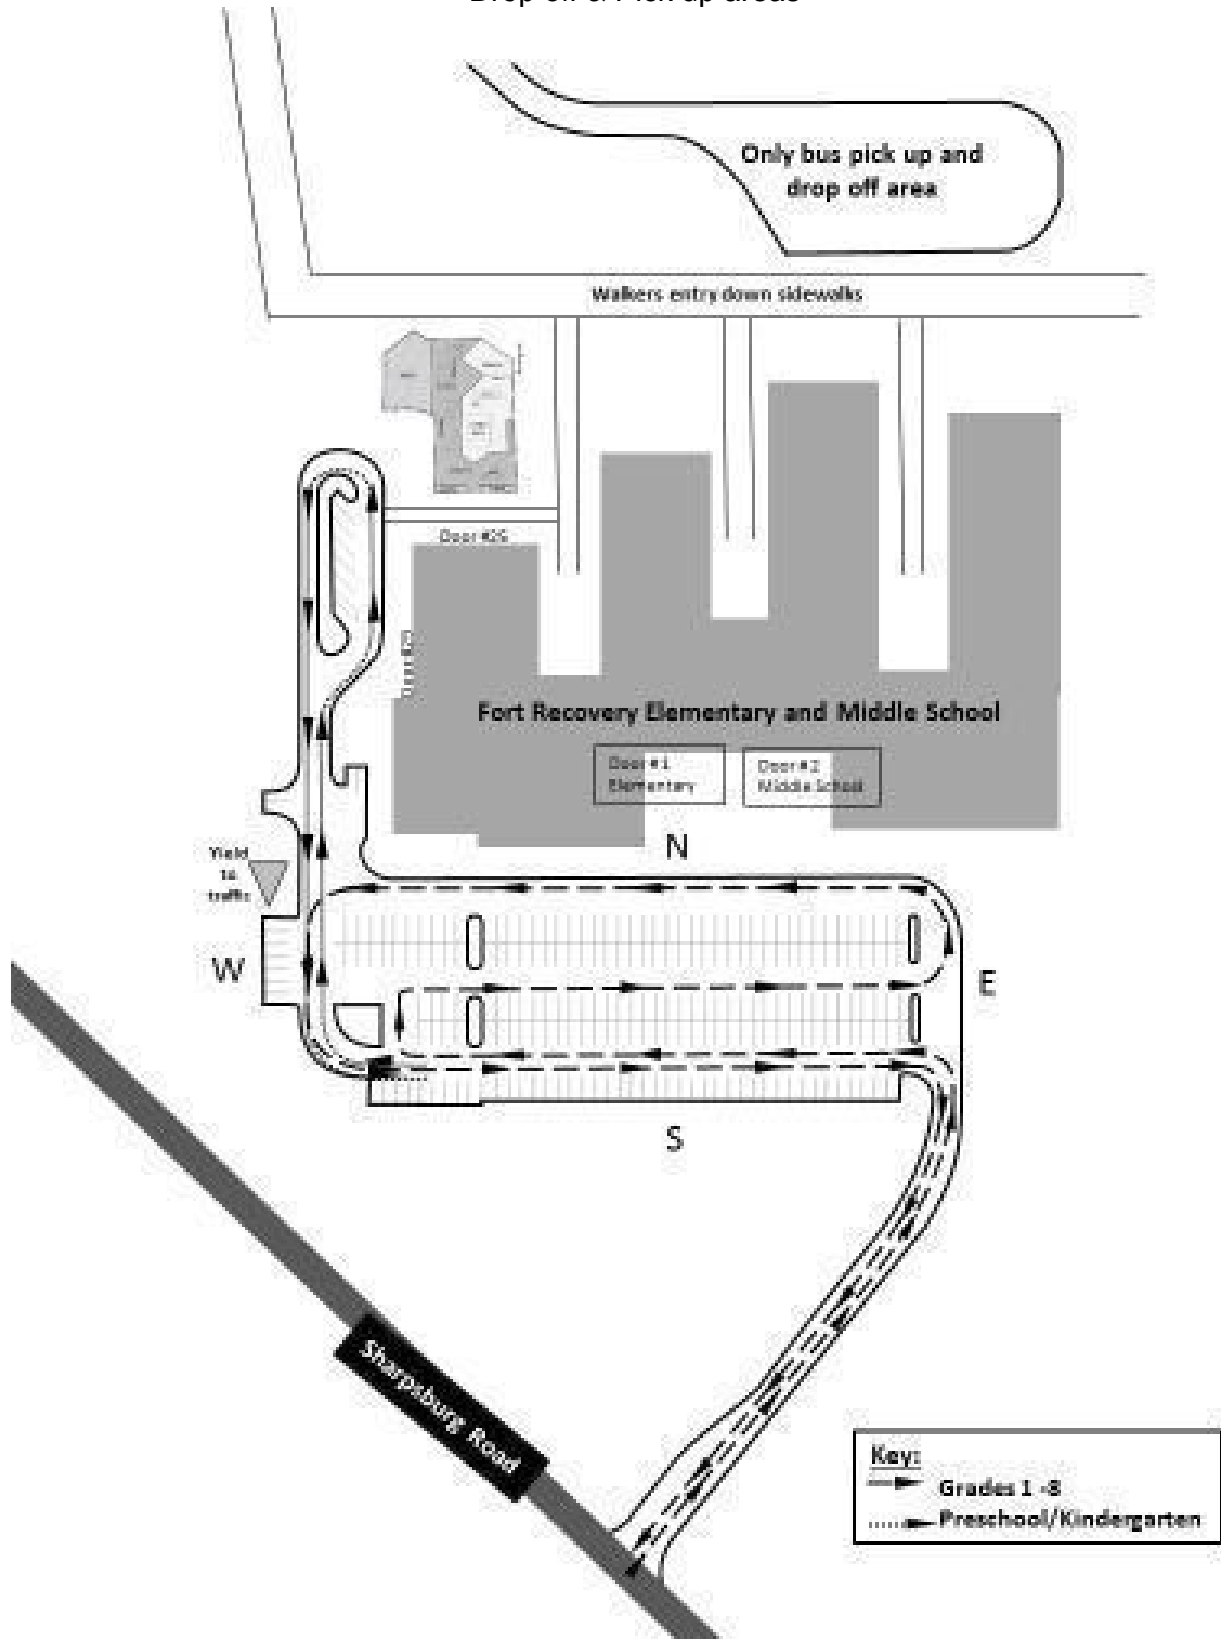 Drop off & Pick up areas
Only bus pick up and
drop off area
Walkers entry down sidewalks
Fort Recovery Elementary and Middle School
Door #1
Elementary
Door #2
Middle School
N
Yield
to
traffic
W
E
S
Sharpsburg Road
Key:
Grades 1 -8
Preschool/Kindergarten